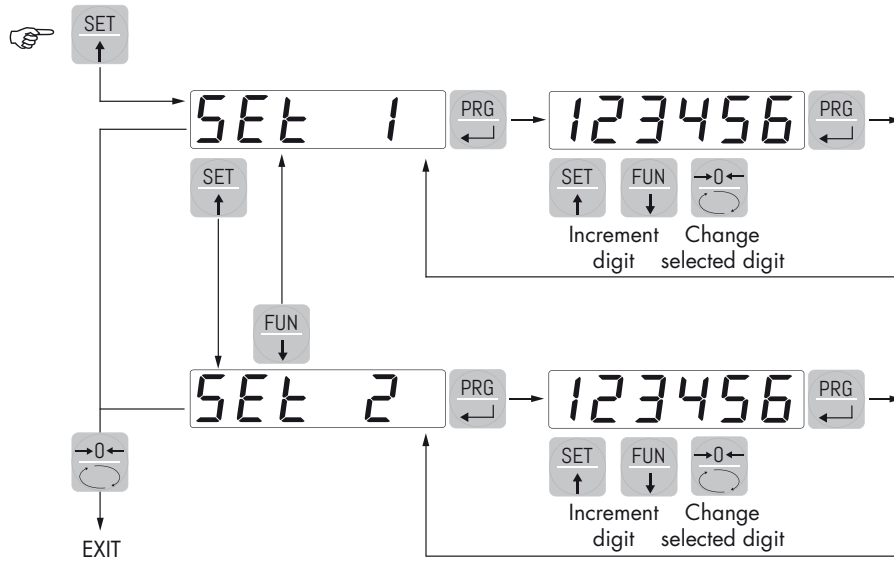 SET
SEt 1 PRG 123456 PRG
SET SET FUN →0←
Increment Change
digit selected digit
FUN
SEt 2 PRG 123456 PRG
→0← SET FUN →0←
Increment Change
digit selected digit
EXIT